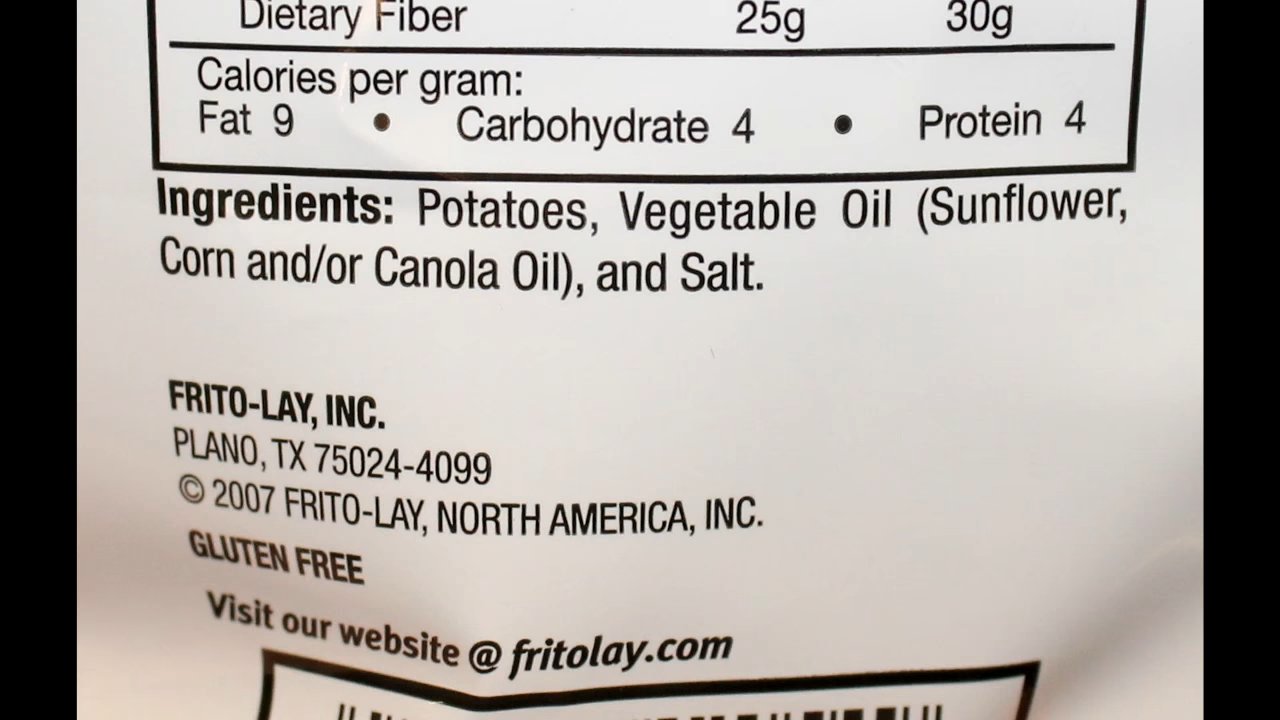 Dietary Fiber 25g 30g
Calories per gram:
Fat 9 • Carbohydrate 4 • Protein 4
Ingredients: Potatoes, Vegetable Oil (Sunflower,
Corn and/or Canola Oil), and Salt.
FRITO-LAY, INC.
PLANO, TX 75024-4099
© 2007 FRITO-LAY, NORTH AMERICA, INC.
GLUTEN FREE
Visit our website @ fritolay.com